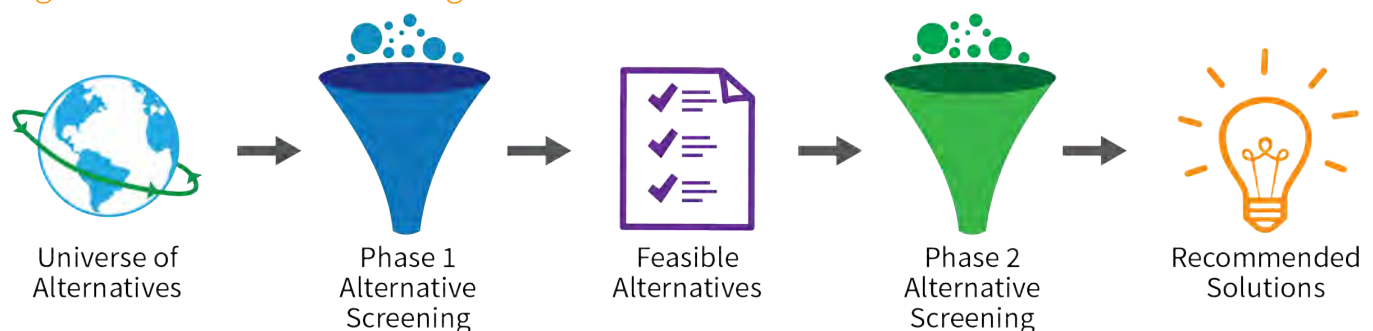 Universe of
Alternatives
Phase 1
Alternative
Screening
Feasible
Alternatives
Phase 2
Alternative
Screening
Recommended
Solutions